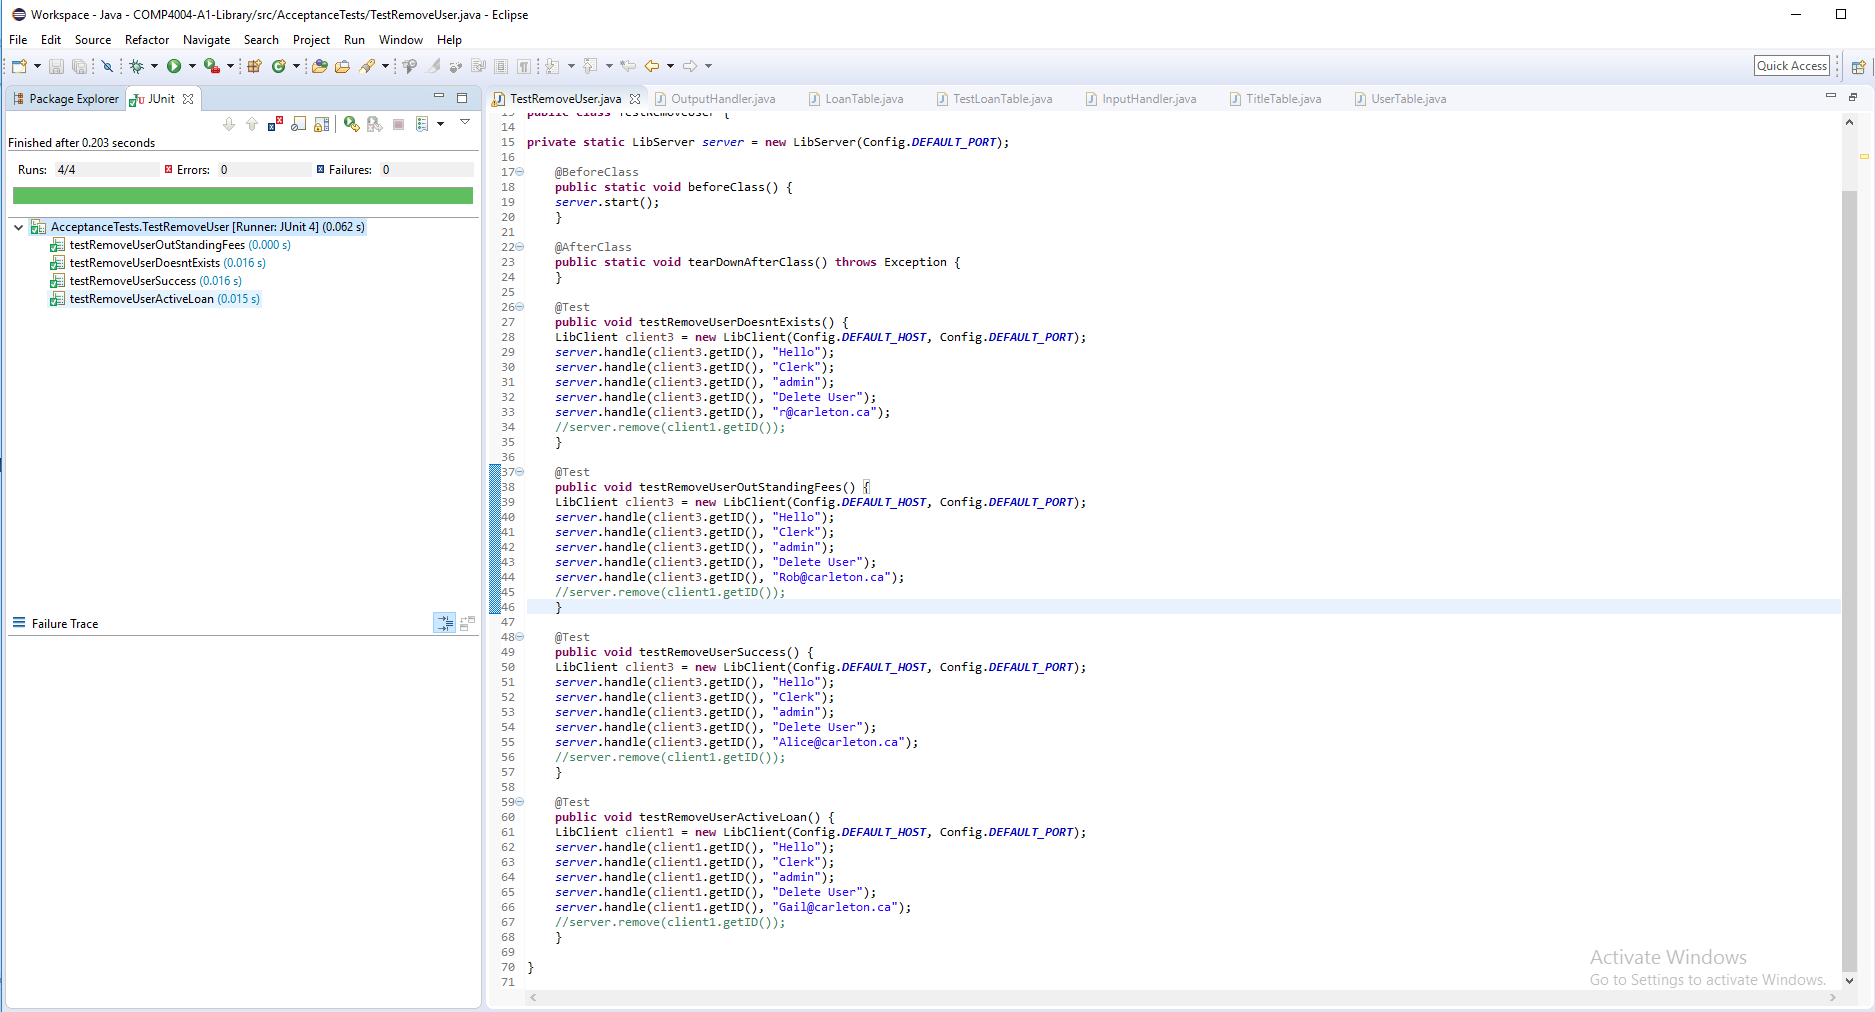 Workspace - Java - COMP4004-A1-Library/src/AcceptanceTests/TestRemoveUser.java - Eclipse
File Edit Source Refactor Navigate Search Project Run Window Help
Quick Access
Package Explorer JUnit
Finished after 0.203 seconds
Runs: 4/4 Errors: 0 Failures: 0
AcceptanceTests.TestRemoveUser [Runner: JUnit 4] (0.062 s)
testRemoveUserOutStandingFees (0.000 s)
testRemoveUserDoesntExists (0.016 s)
testRemoveUserSuccess (0.016 s)
testRemoveUserActiveLoan (0.015 s)
Failure Trace
TestRemoveUser.java OutputHandler.java LoanTable.java TestLoanTable.java InputHandler.java TitleTable.java UserTable.java
13 public class TestRemoveUser {
14
15 private static LibServer server = new LibServer(Config.DEFAULT_PORT);
16
17 @BeforeClass
18 public static void beforeClass() {
19 server.start();
20 }
21
22 @AfterClass
23 public static void tearDownAfterClass() throws Exception {
24 }
25
26 @Test
27 public void testRemoveUserDoesntExists() {
28 LibClient client3 = new LibClient(Config.DEFAULT_HOST, Config.DEFAULT_PORT);
29 server.handle(client3.getID(), "Hello");
30 server.handle(client3.getID(), "Clerk");
31 server.handle(client3.getID(), "admin");
32 server.handle(client3.getID(), "Delete User");
33 server.handle(client3.getID(), "r@carleton.ca");
34 //server.remove(client1.getID());
35 }
36
37 @Test
38 public void testRemoveUserOutStandingFees() {
39 LibClient client3 = new LibClient(Config.DEFAULT_HOST, Config.DEFAULT_PORT);
40 server.handle(client3.getID(), "Hello");
41 server.handle(client3.getID(), "Clerk");
42 server.handle(client3.getID(), "admin");
43 server.handle(client3.getID(), "Delete User");
44 server.handle(client3.getID(), "Rob@carleton.ca");
45 //server.remove(client1.getID());
46 }
47
48 @Test
49 public void testRemoveUserSuccess() {
50 LibClient client3 = new LibClient(Config.DEFAULT_HOST, Config.DEFAULT_PORT);
51 server.handle(client3.getID(), "Hello");
52 server.handle(client3.getID(), "Clerk");
53 server.handle(client3.getID(), "admin");
54 server.handle(client3.getID(), "Delete User");
55 server.handle(client3.getID(), "Alice@carleton.ca");
56 //server.remove(client1.getID());
57 }
58
59 @Test
60 public void testRemoveUserActiveLoan() {
61 LibClient client1 = new LibClient(Config.DEFAULT_HOST, Config.DEFAULT_PORT);
62 server.handle(client1.getID(), "Hello");
63 server.handle(client1.getID(), "Clerk");
64 server.handle(client1.getID(), "admin");
65 server.handle(client1.getID(), "Delete User");
66 server.handle(client1.getID(), "Gail@carleton.ca");
67 //server.remove(client1.getID());
68 }
69
70 }
71
Activate Windows
Go to Settings to activate Windows.